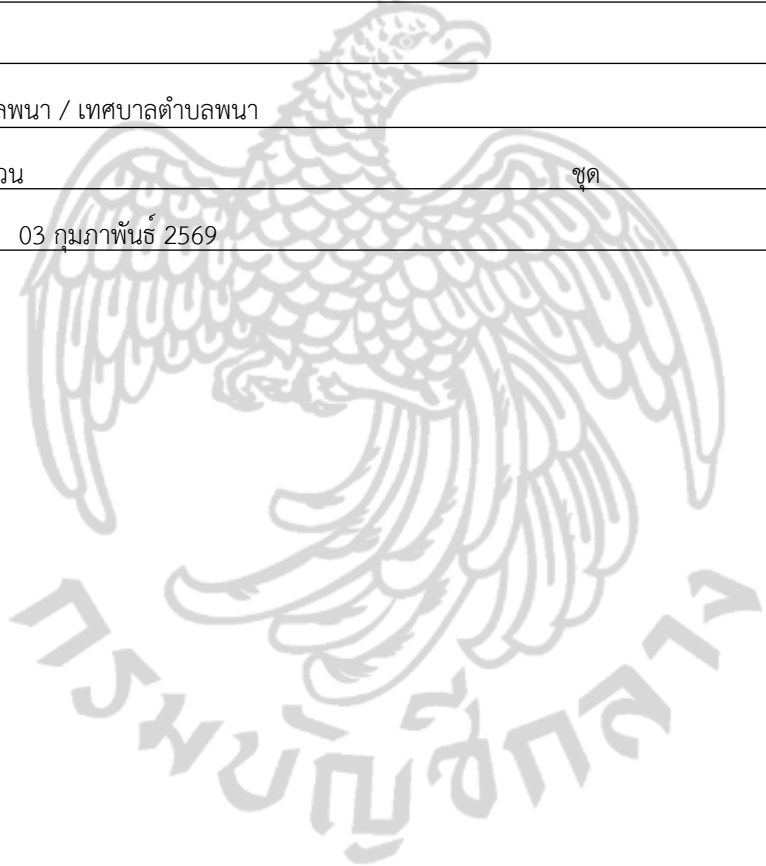 ลพนา / เทศบาลตำบลพนา
วน ชุด
03 กุมภาพันธ์ 2569
กรมบัญชีกลาง